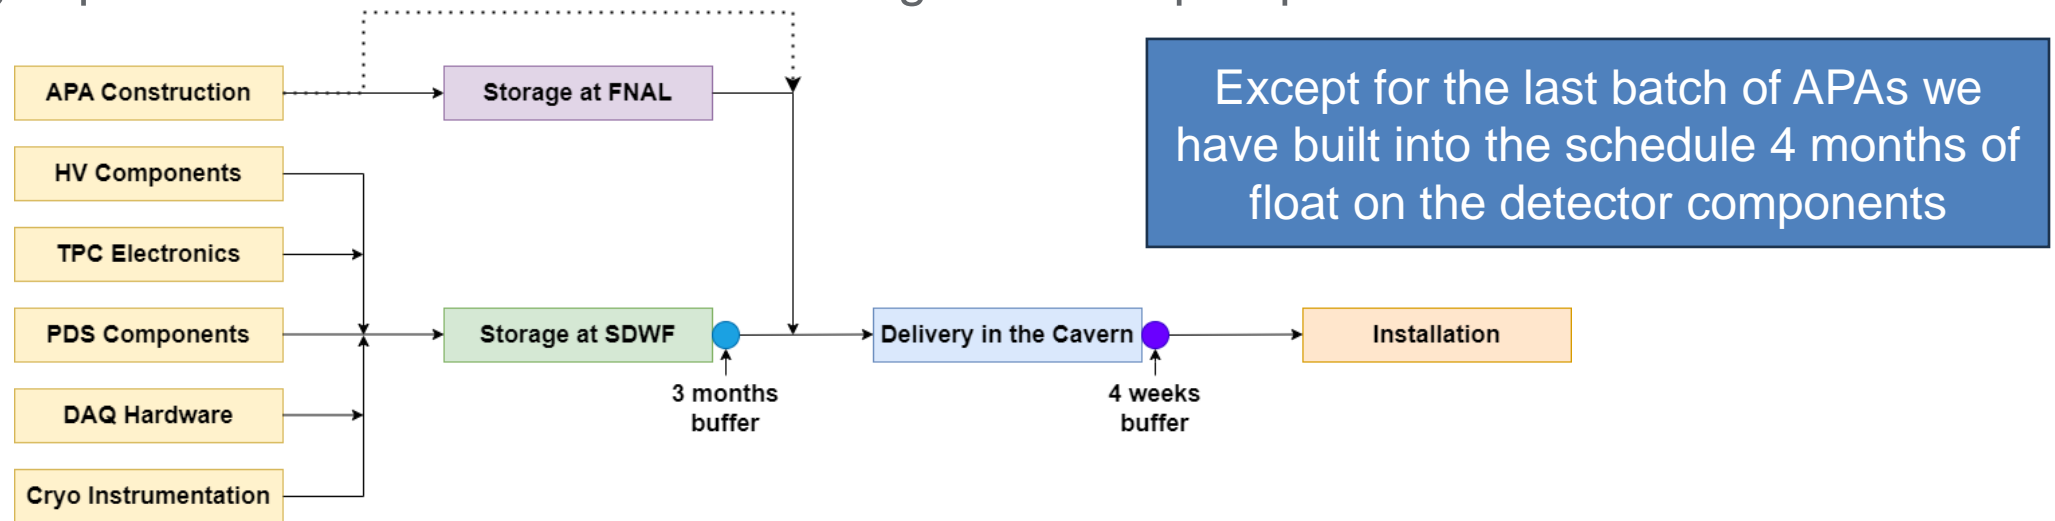 APA Construction
Storage at FNAL
Except for the last batch of APAs we
have built into the schedule 4 months of
float on the detector components
HV Components
TPC Electronics
PDS Components
Storage at SDWF
Delivery in the Cavern
Installation
3 months
buffer
4 weeks
buffer
DAQ Hardware
Cryo Instrumentation